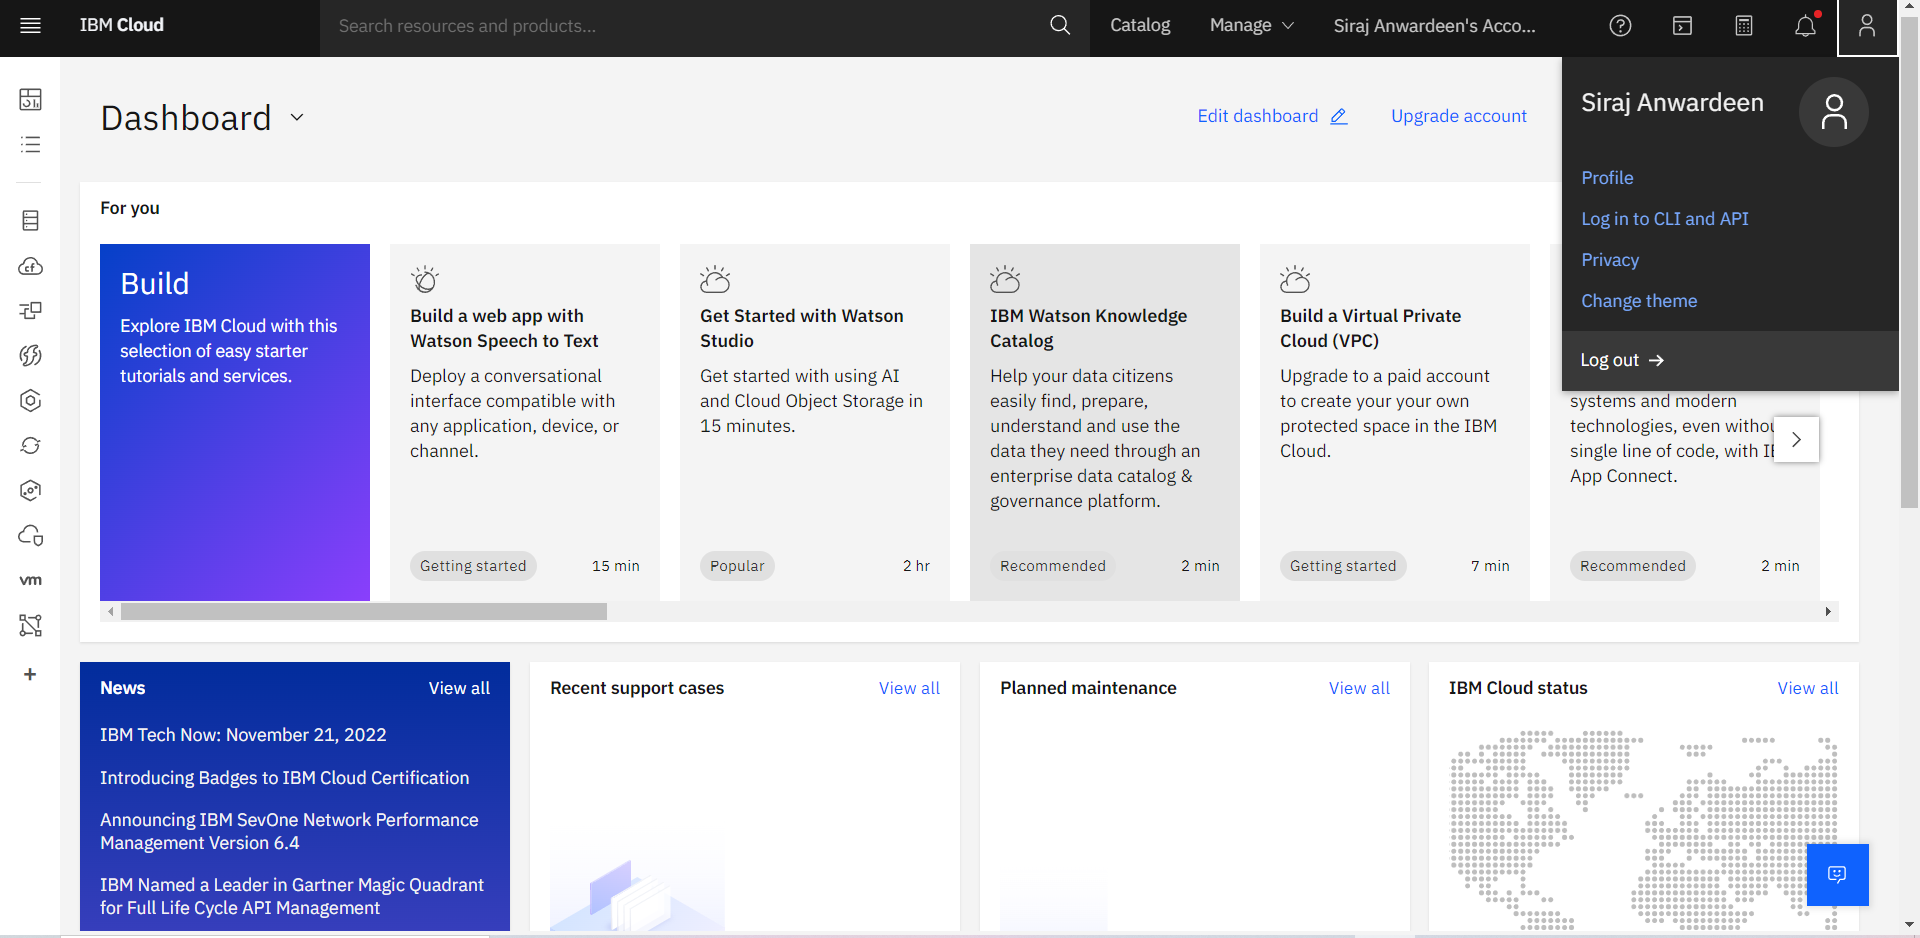 IBM Cloud
Search resources and products...
Catalog
Manage
Siraj Anwardeen's Acco...
Siraj Anwardeen
Profile
Log in to CLI and API
Privacy
Change theme
Log out
Dashboard
Edit dashboard
Upgrade account
For you
Build
Explore IBM Cloud with this
selection of easy starter
tutorials and services.
Build a web app with
Watson Speech to Text
Deploy a conversational
interface compatible with
any application, device, or
channel.
Getting started
15 min
Get Started with Watson
Studio
Get started with using AI
and Cloud Object Storage in
15 minutes.
Popular
2 hr
IBM Watson Knowledge
Catalog
Help your data citizens
easily find, prepare,
understand and use the
data they need through an
enterprise data catalog &
governance platform.
Recommended
2 min
Build a Virtual Private
Cloud (VPC)
Upgrade to a paid account
to create your your own
protected space in the IBM
Cloud.
Getting started
7 min
systems and modern
technologies, even
single line of code, with
App Connect.
Recommended
2 min
cf
vm
News
View all
IBM Tech Now: November 21, 2022
Introducing Badges to IBM Cloud Certification
Announcing IBM SevOne Network Performance
Management Version 6.4
IBM Named a Leader in Gartner Magic Quadrant
for Full Life Cycle API Management
Recent support cases
View all
Planned maintenance
View all
IBM Cloud status
View all